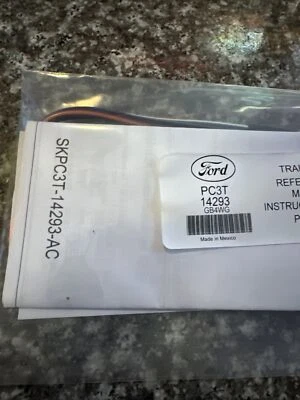 SKPC3T-14293-AC
Ford
PC3T
14293
GB4WG
Made in Mexico
TRA
REFE
M
INSTRUC
P